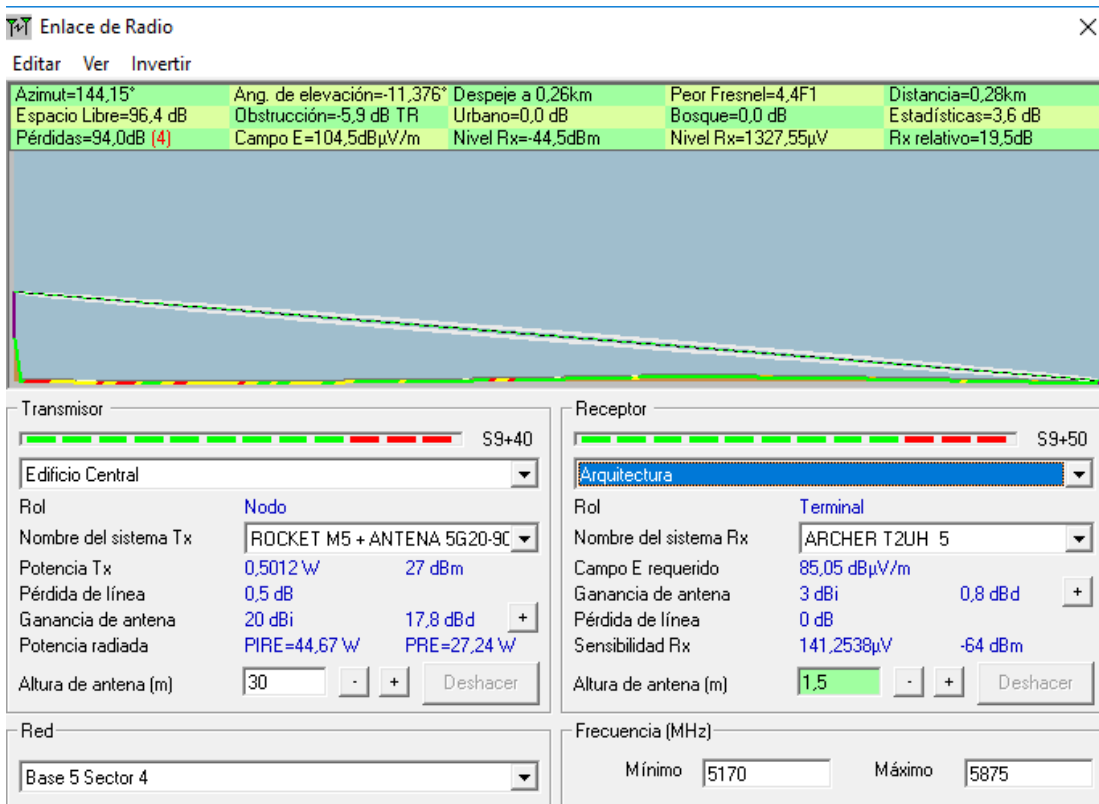 Enlace de Radio
Editar Ver Invertir
Azimut=144,15° Ang. de elevación=-11,376° Despeje a 0,26km Peor Fresnel=4,4F1 Distancia=0,28km
Espacio Libre=96,4 dB Obstrucción=-5,9 dB TR Urbano=0,0 dB Bosque=0,0 dB Estadísticas=3,6 dB
Pérdidas=94,0dB (4) Campo E=104,5dBµV/m Nivel Rx=-44,5dBm Nivel Rx=1327,55µV Rx relativo=19,5dB
Transmisor
S9+40
Edificio Central
Rol Nodo
Nombre del sistema Tx ROCKET M5 + ANTENA 5G20-90
Potencia Tx 0,5012 W 27 dBm
Pérdida de línea 0,5 dB
Ganancia de antena 20 dBi 17,8 dBd +
Potencia radiada PIRE=44,67 W PRE=27,24 W
Altura de antena (m) 30 - + Deshacer
Red
Base 5 Sector 4
Receptor
S9+50
Arquitectura
Rol Terminal
Nombre del sistema Rx ARCHER T2UH 5
Campo E requerido 85,05 dBµV/m
Ganancia de antena 3 dBi 0,8 dBd +
Pérdida de línea 0 dB
Sensibilidad Rx 141,2538µV -64 dBm
Altura de antena (m) 1,5 - + Deshacer
Frecuencia (MHz)
Mínimo 5170 Máximo 5875